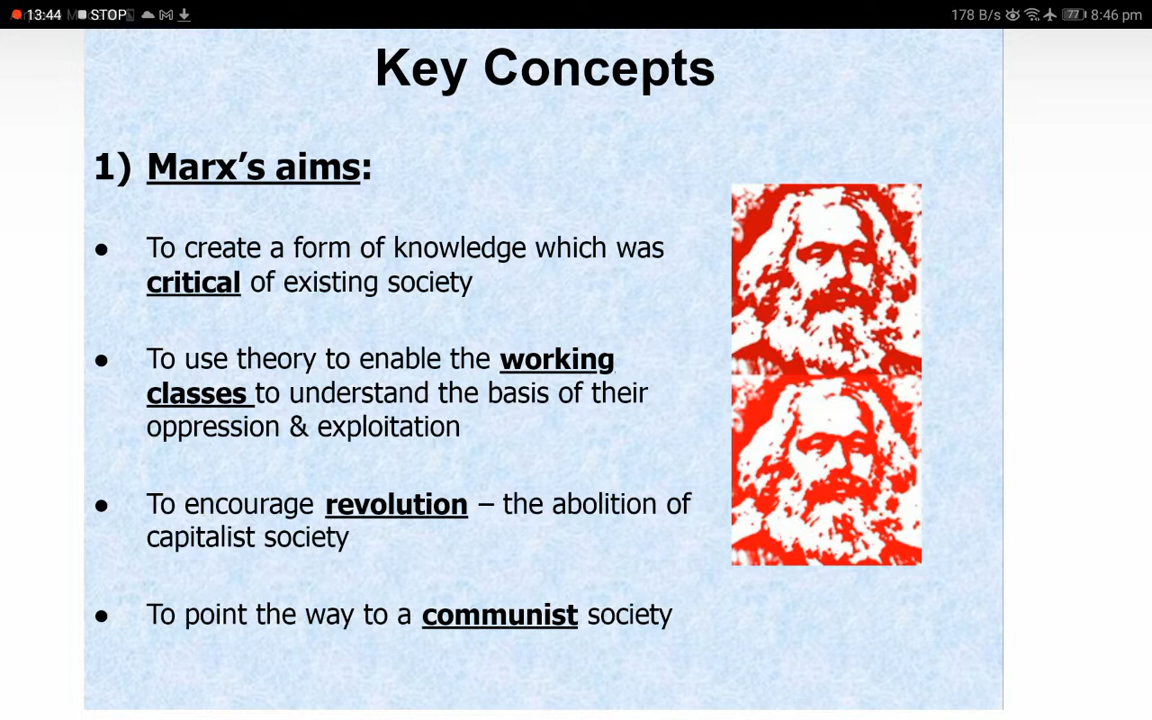 13:44 STOP 178 B/s 77 8:46 pm
Key Concepts
1) Marx’s aims:
● To create a form of knowledge which was
critical of existing society
● To use theory to enable the working
classes to understand the basis of their
oppression & exploitation
● To encourage revolution – the abolition of
capitalist society
● To point the way to a communist society